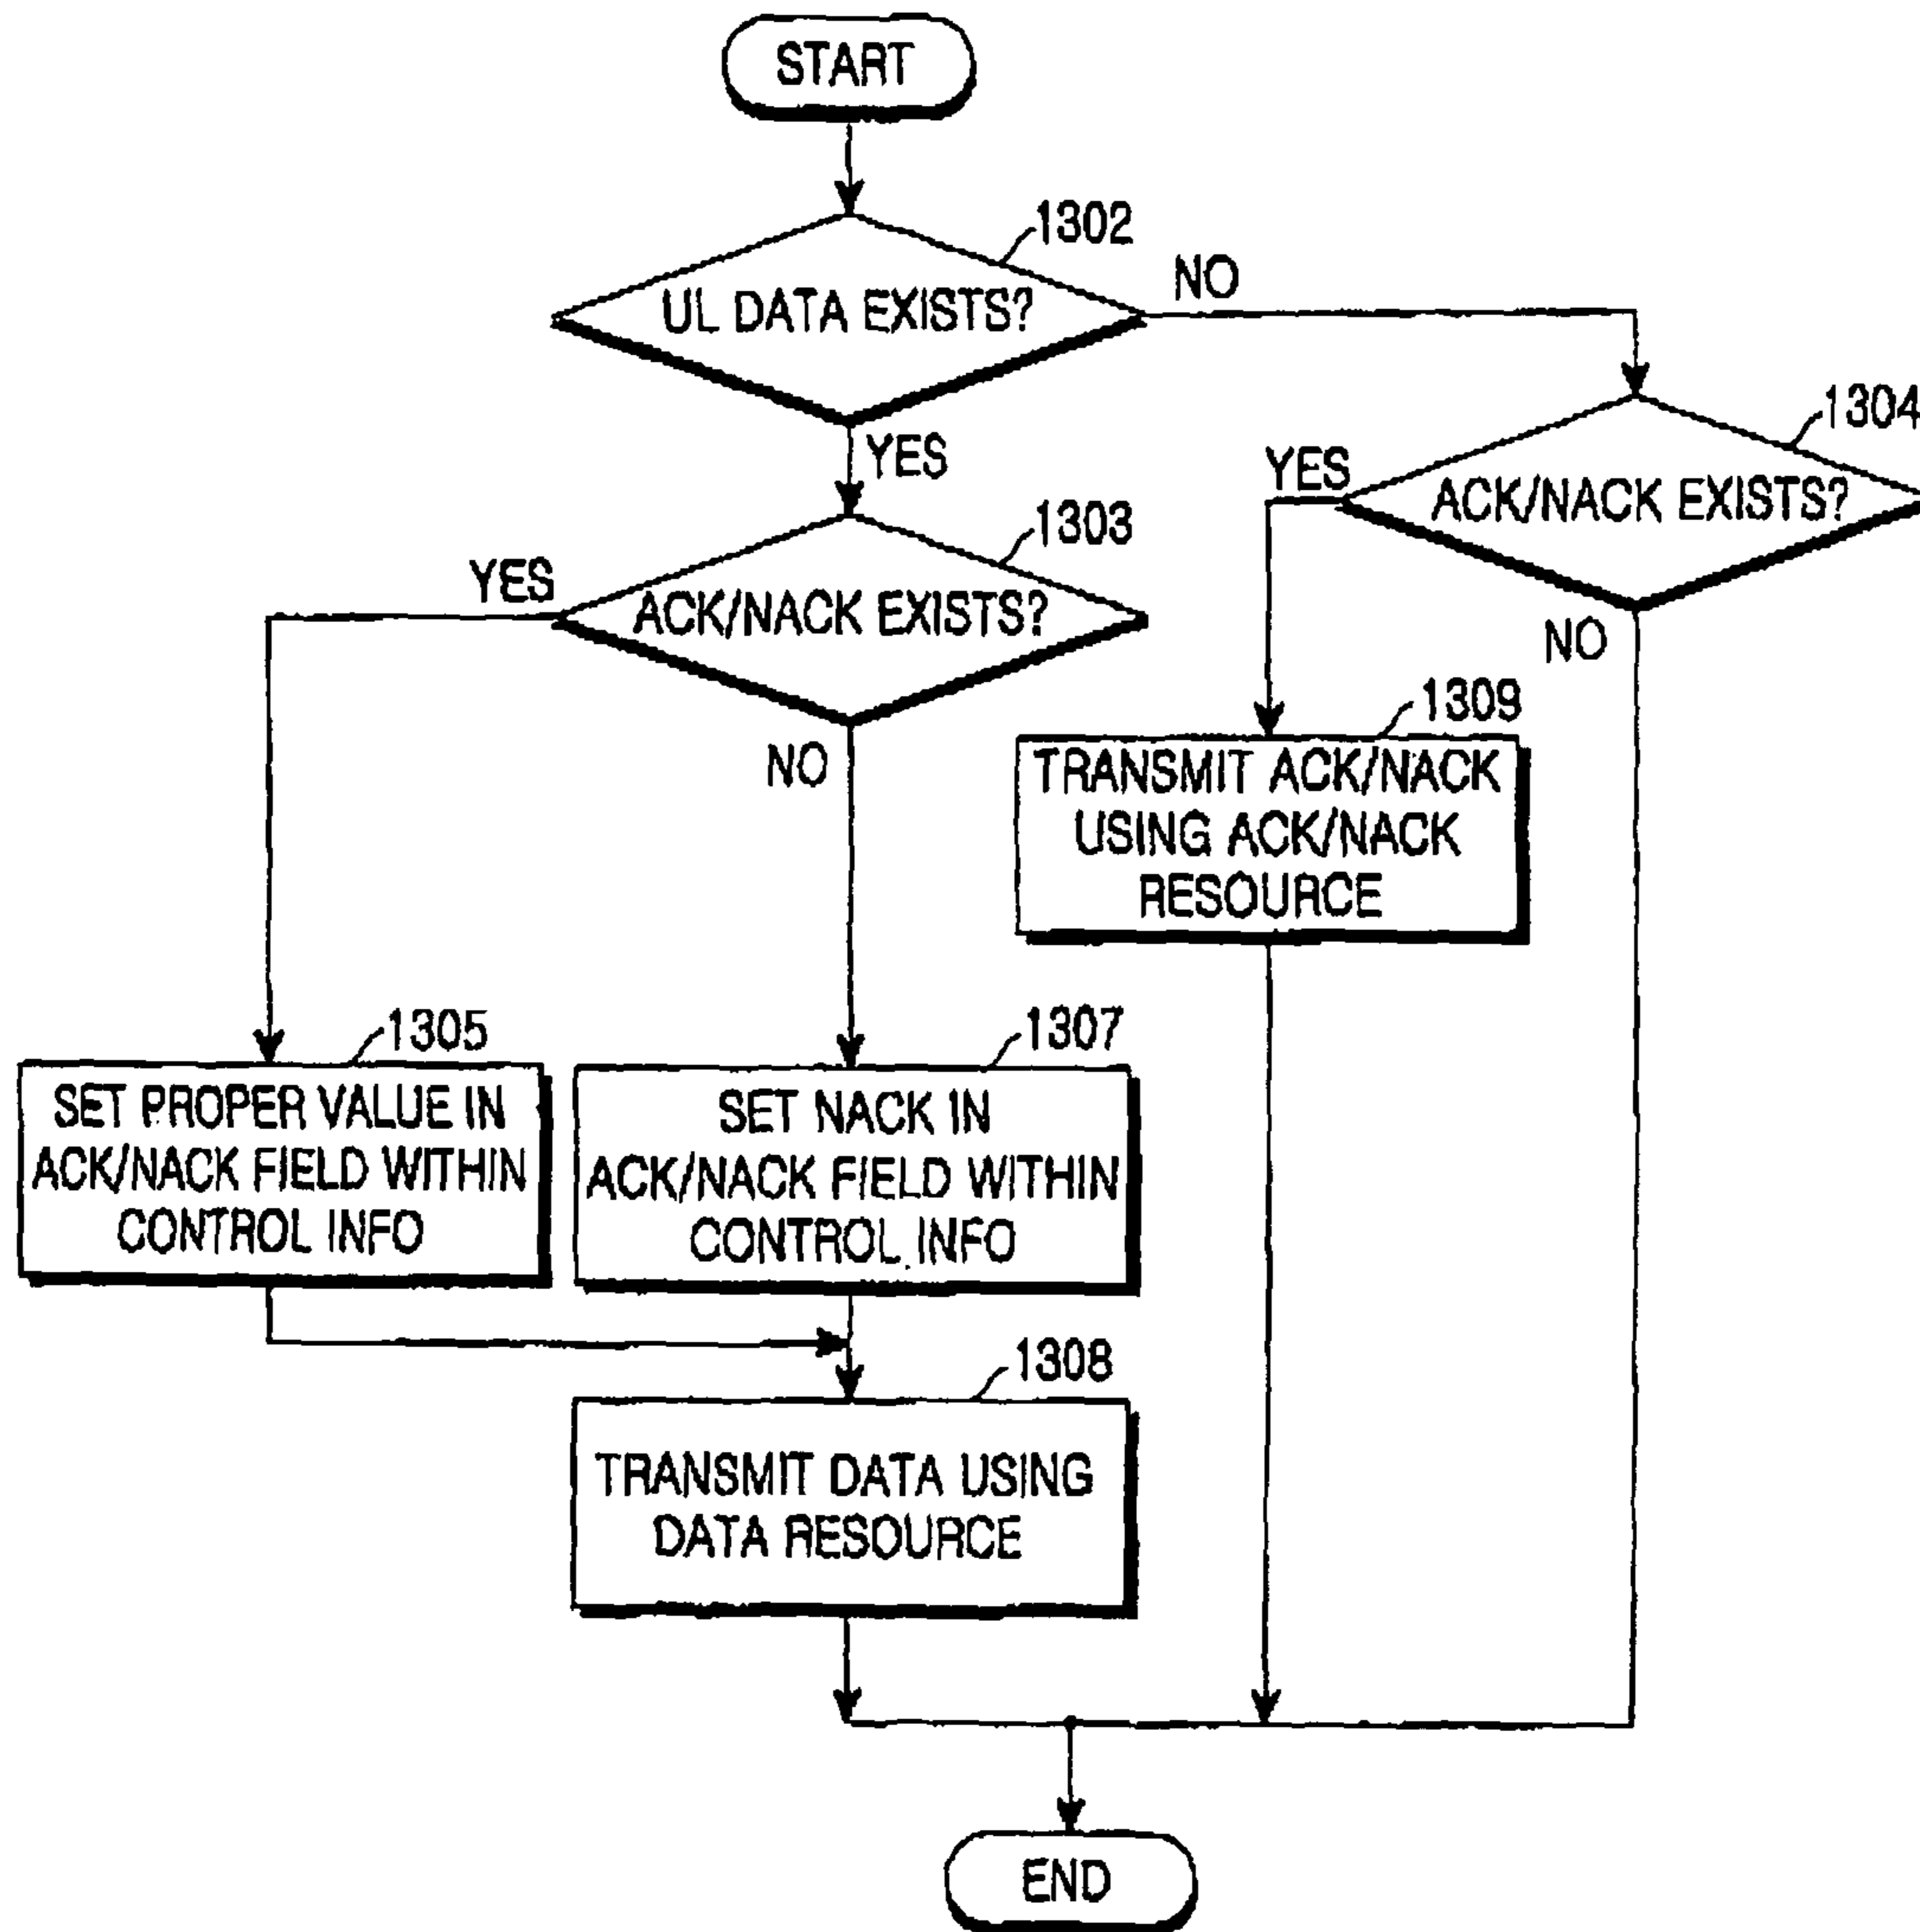 START
1302
UL DATA EXISTS?
NO
YES
1304
YES
ACK/NACK EXISTS?
NO
1303
YES
ACK/NACK EXISTS?
NO
1309
TRANSMIT ACK/NACK
USING ACK/NACK
RESOURCE
1305
SET PROPER VALUE IN
ACK/NACK FIELD WITHIN
CONTROL INFO
1307
SET NACK IN
ACK/NACK FIELD WITHIN
CONTROL INFO
1308
TRANSMIT DATA USING
DATA RESOURCE
END